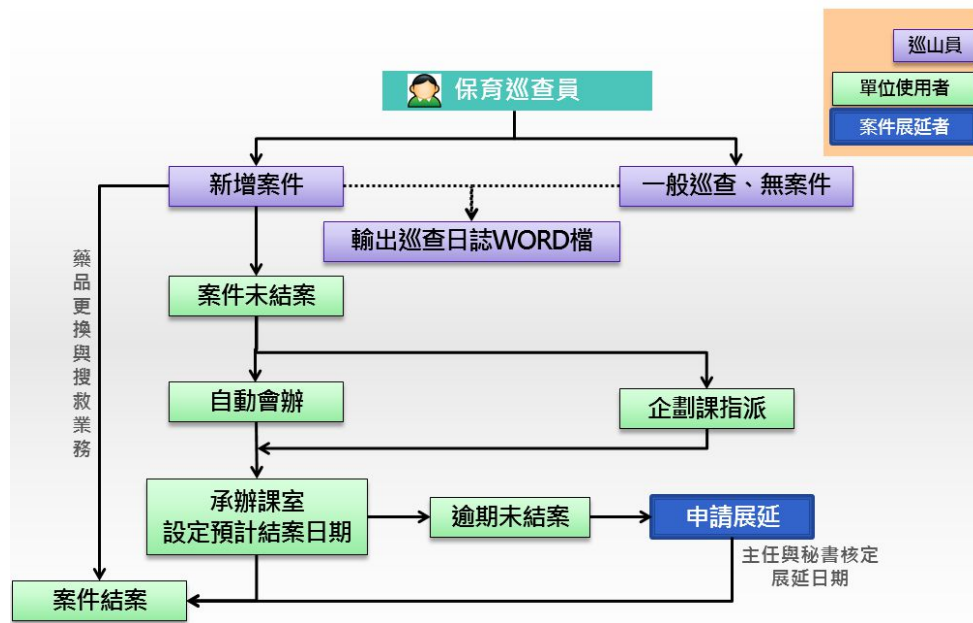 巡山員
單位使用者
案件展延者
保育巡查員
新增案件
一般巡查、無案件
輸出巡查日誌WORD檔
藥品更換與搜救業務
案件未結案
自動會辦
企劃課指派
承辦課室
設定預計結案日期
逾期未結案
申請展延
主任與秘書核定
展延日期
案件結案